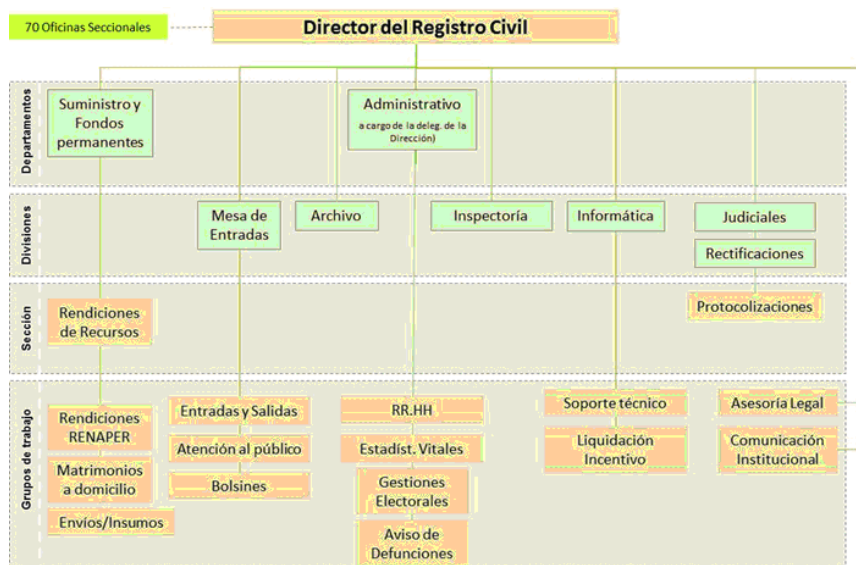 70 Oficinas Seccionales
Director del Registro Civil
Departamentos
Suministro y
Fondos
permanentes
Administrativo
a cargo de la deleg. de la
Dirección)
Divisiones
Mesa de
Entradas
Archivo
Inspectoría
Informática
Judiciales
Rectificaciones
Sección
Rendiciones
de Recursos
Protocolizaciones
Grupos de trabajo
Rendiciones
RENAPER
Matrimonios
a domicilio
Envíos/Insumos
Entradas y Salidas
Atención al público
Bolsines
RR.HH
Estadíst. Vitales
Gestiones
Electorales
Aviso de
Defunciones
Soporte técnico
Liquidación
Incentivo
Asesoría Legal
Comunicación
Institucional